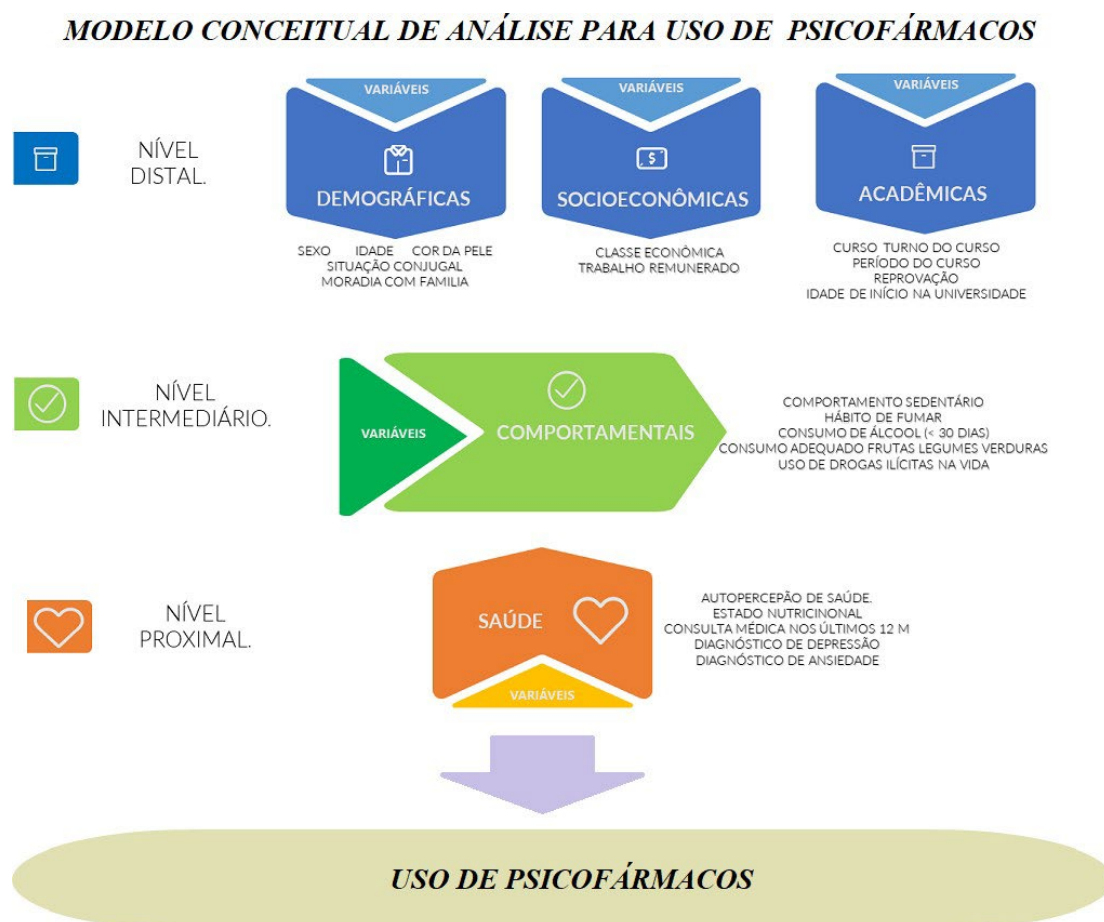 MODELO CONCEITUAL DE ANÁLISE PARA USO DE PSICOFÁRMACOS
NÍVEL
DISTAL.
VARIÁVEIS
DEMOGRÁFICAS
SEXO IDADE COR DA PELE
SITUAÇÃO CONJUGAL
MORADIA COM FAMILIA
VARIÁVEIS
SOCIOECONÔMICAS
CLASSE ECONÔMICA
TRABALHO REMUNERADO
VARIÁVEIS
ACADÊMICAS
CURSO TURNO DO CURSO
PERÍODO DO CURSO
REPROVAÇÃO
IDADE DE INÍCIO NA UNIVERSIDADE
NÍVEL
INTERMEDIÁRIO.
VARIÁVEIS
COMPORTAMENTAIS
COMPORTAMENTO SEDENTÁRIO
HÁBITO DE FUMAR
CONSUMO DE ÁLCOOL (< 30 DIAS)
CONSUMO ADEQUADO FRUTAS LEGUMES VERDURAS
USO DE DROGAS ILÍCITAS NA VIDA
NÍVEL
PROXIMAL.
SAÚDE
VARIÁVEIS
AUTOPERCEPÃO DE SAÚDE.
ESTADO NUTRICINONAL
CONSULTA MÉDICA NOS ÚLTIMOS 12 M
DIAGNÓSTICO DE DEPRESSÃO
DIAGNÓSTICO DE ANSIEDADE
USO DE PSICOFÁRMACOS